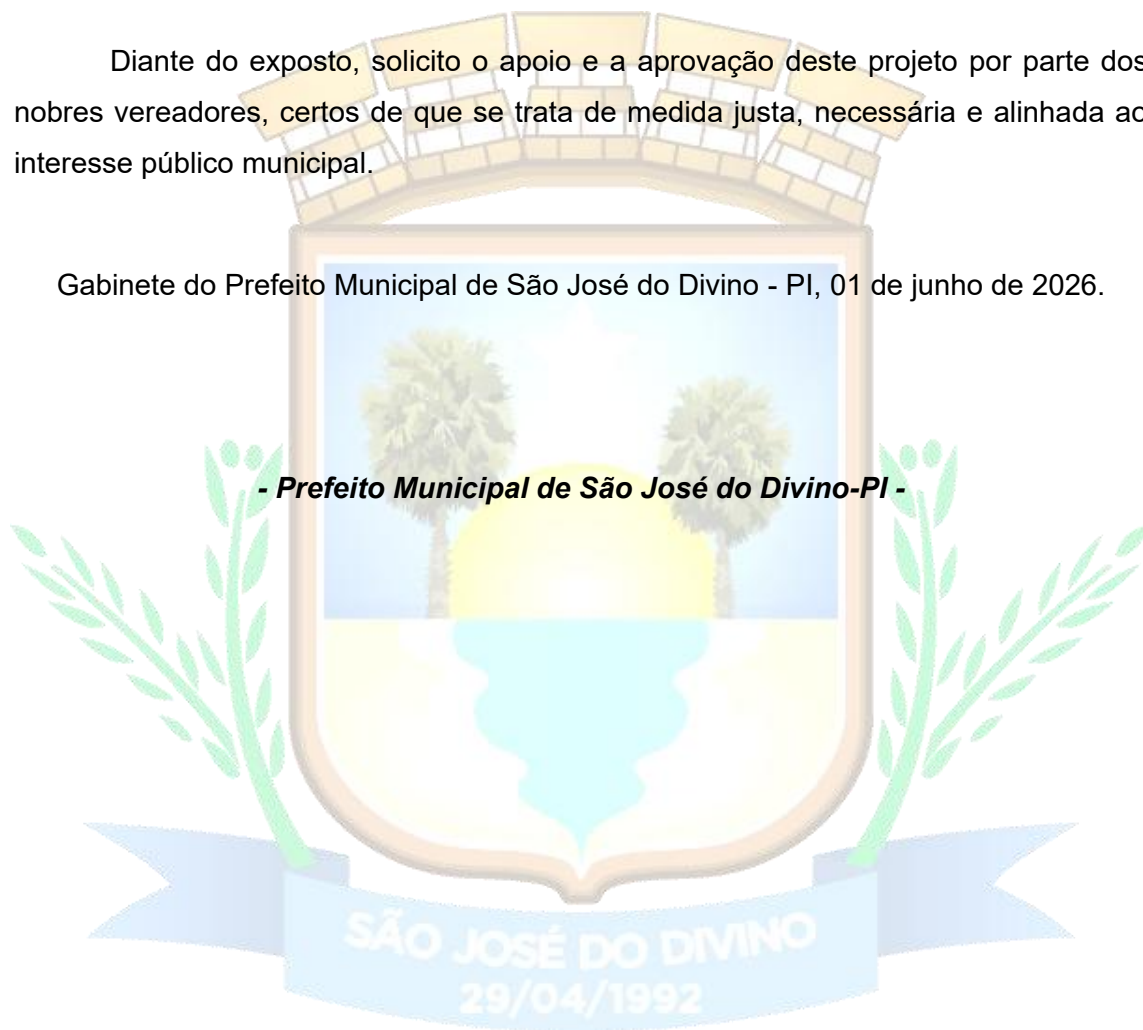 Diante do exposto, solicito o apoio e a aprovação deste projeto por parte dos
nobres vereadores, certos de que se trata de medida justa, necessária e alinhada ao
interesse público municipal.
Gabinete do Prefeito Municipal de São José do Divino - PI, 01 de junho de 2026.
- Prefeito Municipal de São José do Divino-PI -
SÃO JOSÉ DO DIVINO
29/04/1992